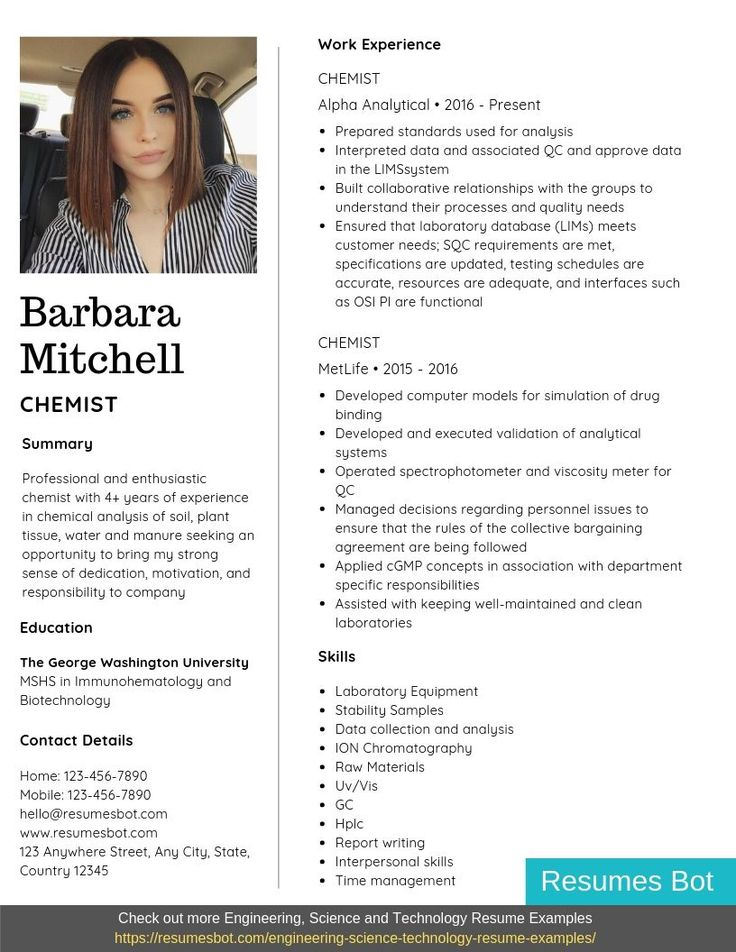 Barbara
Mitchell
CHEMIST
Summary
Professional and enthusiastic
chemist with 4+ years of experience
in chemical analysis of soil, plant
tissue, water and manure seeking an
opportunity to bring my strong
sense of dedication, motivation, and
responsibility to company
Education
The George Washington University
MSHS in Immunohematology and
Biotechnology
Contact Details
Home: 123-456-7890
Mobile: 123-456-7890
hello@resumesbot.com
www.resumesbot.com
123 Anywhere Street, Any City, State,
Country 12345
Work Experience
CHEMIST
Alpha Analytical • 2016 - Present
• Prepared standards used for analysis
• Interpreted data and associated QC and approve data
in the LIMSsystem
• Built collaborative relationships with the groups to
understand their processes and quality needs
• Ensured that laboratory database (LIMs) meets
customer needs; SQC requirements are met,
specifications are updated, testing schedules are
accurate, resources are adequate, and interfaces such
as OSI PI are functional
CHEMIST
MetLife • 2015 - 2016
• Developed computer models for simulation of drug
binding
• Developed and executed validation of analytical
systems
• Operated spectrophotometer and viscosity meter for
QC
• Managed decisions regarding personnel issues to
ensure that the rules of the collective bargaining
agreement are being followed
• Applied cGMP concepts in association with department
specific responsibilities
• Assisted with keeping well-maintained and clean
laboratories
Skills
• Laboratory Equipment
• Stability Samples
• Data collection and analysis
• ION Chromatography
• Raw Materials
• Uv/Vis
• GC
• Hplc
• Report writing
• Interpersonal skills
• Time management
Resumes Bot
Check out more Engineering, Science and Technology Resume Examples
https://resumesbot.com/engineering-science-technology-resume-examples/